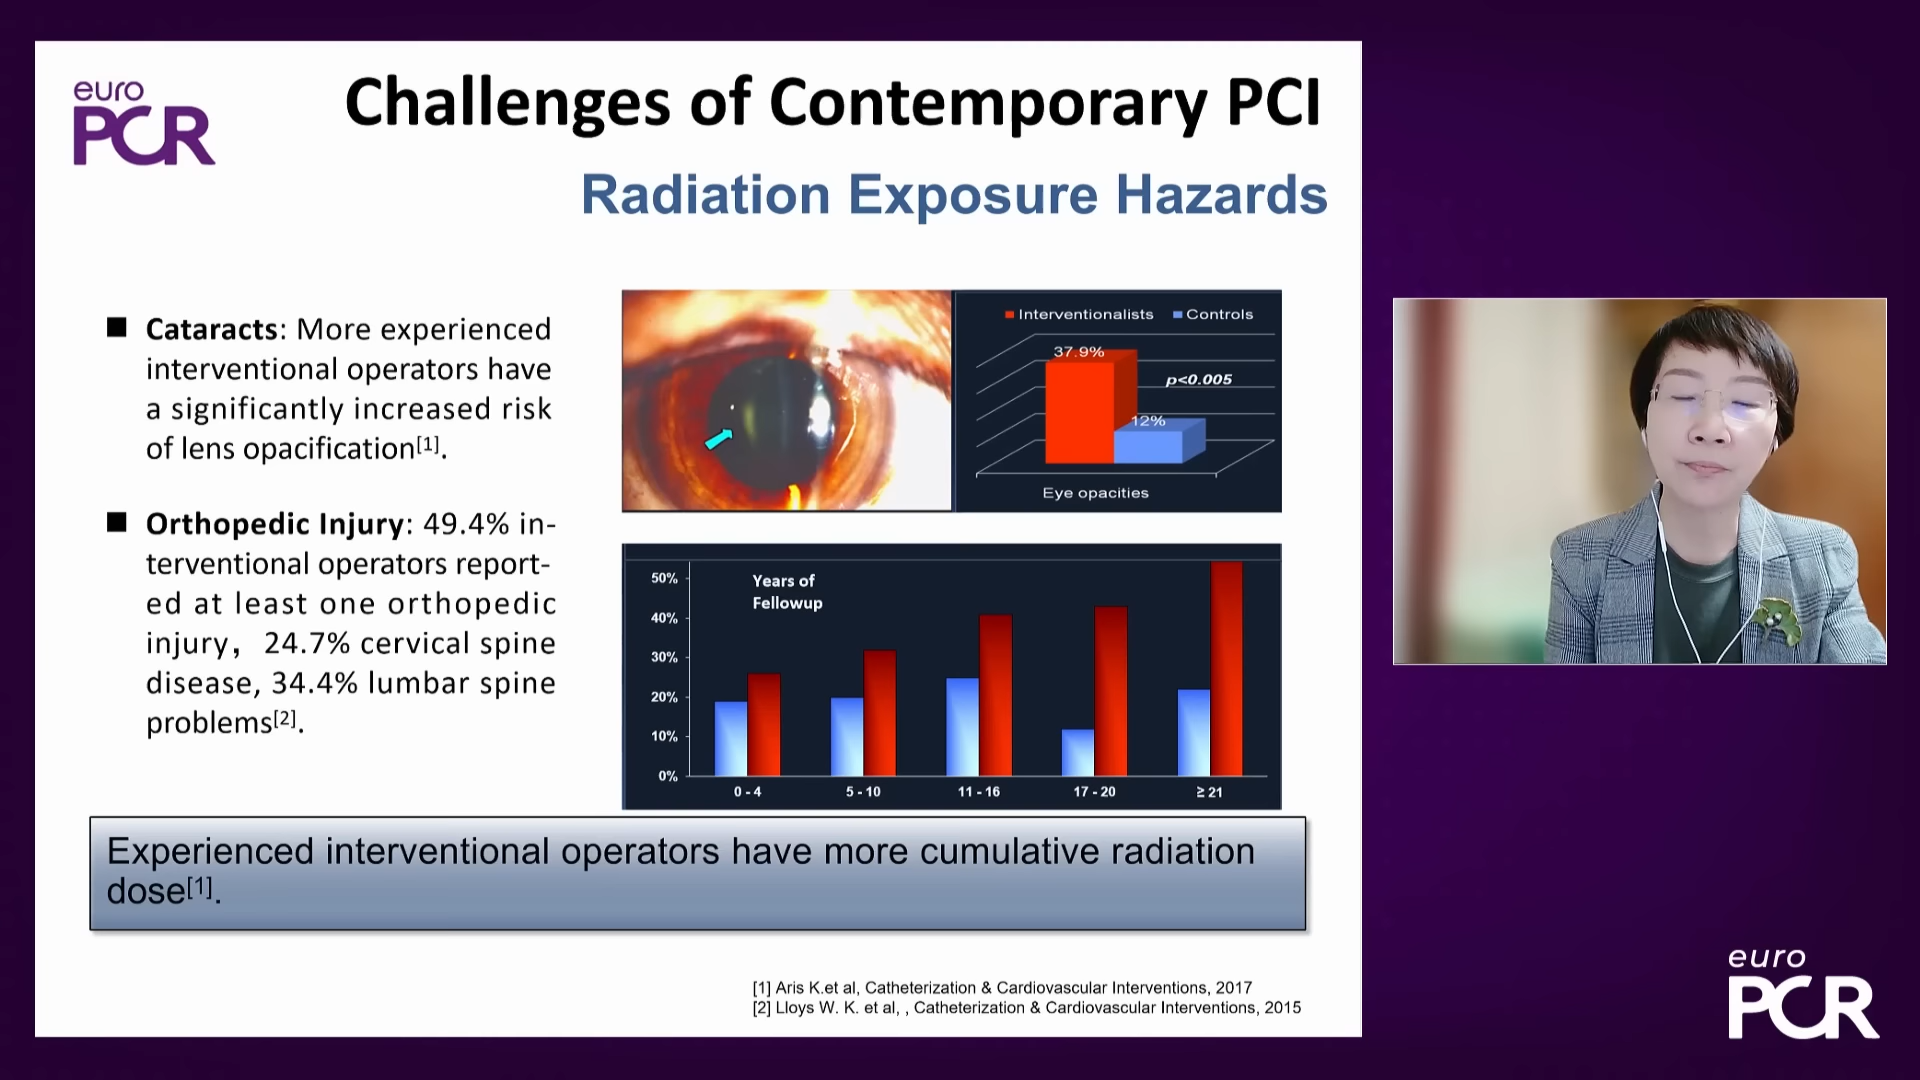 euro
PCR
Challenges of Contemporary PCI
Radiation Exposure Hazards
■ Cataracts: More experienced
interventional operators have
a significantly increased risk
of lens opacification[1].
■ Orthopedic Injury: 49.4% in-
terventional operators report-
ed at least one orthopedic
injury，24.7% cervical spine
disease, 34.4% lumbar spine
problems[2].
Interventionalists Controls
37.9%
p<0.005
12%
Eye opacities
Years of
Fellowup
50%
40%
30%
20%
10%
0%
0 - 4 5 - 10 11 - 16 17 - 20 ≥ 21
Experienced interventional operators have more cumulative radiation
dose[1].
[1] Aris K.et al, Catheterization & Cardiovascular Interventions, 2017
[2] Lloys W. K. et al, , Catheterization & Cardiovascular Interventions, 2015
euro
PCR